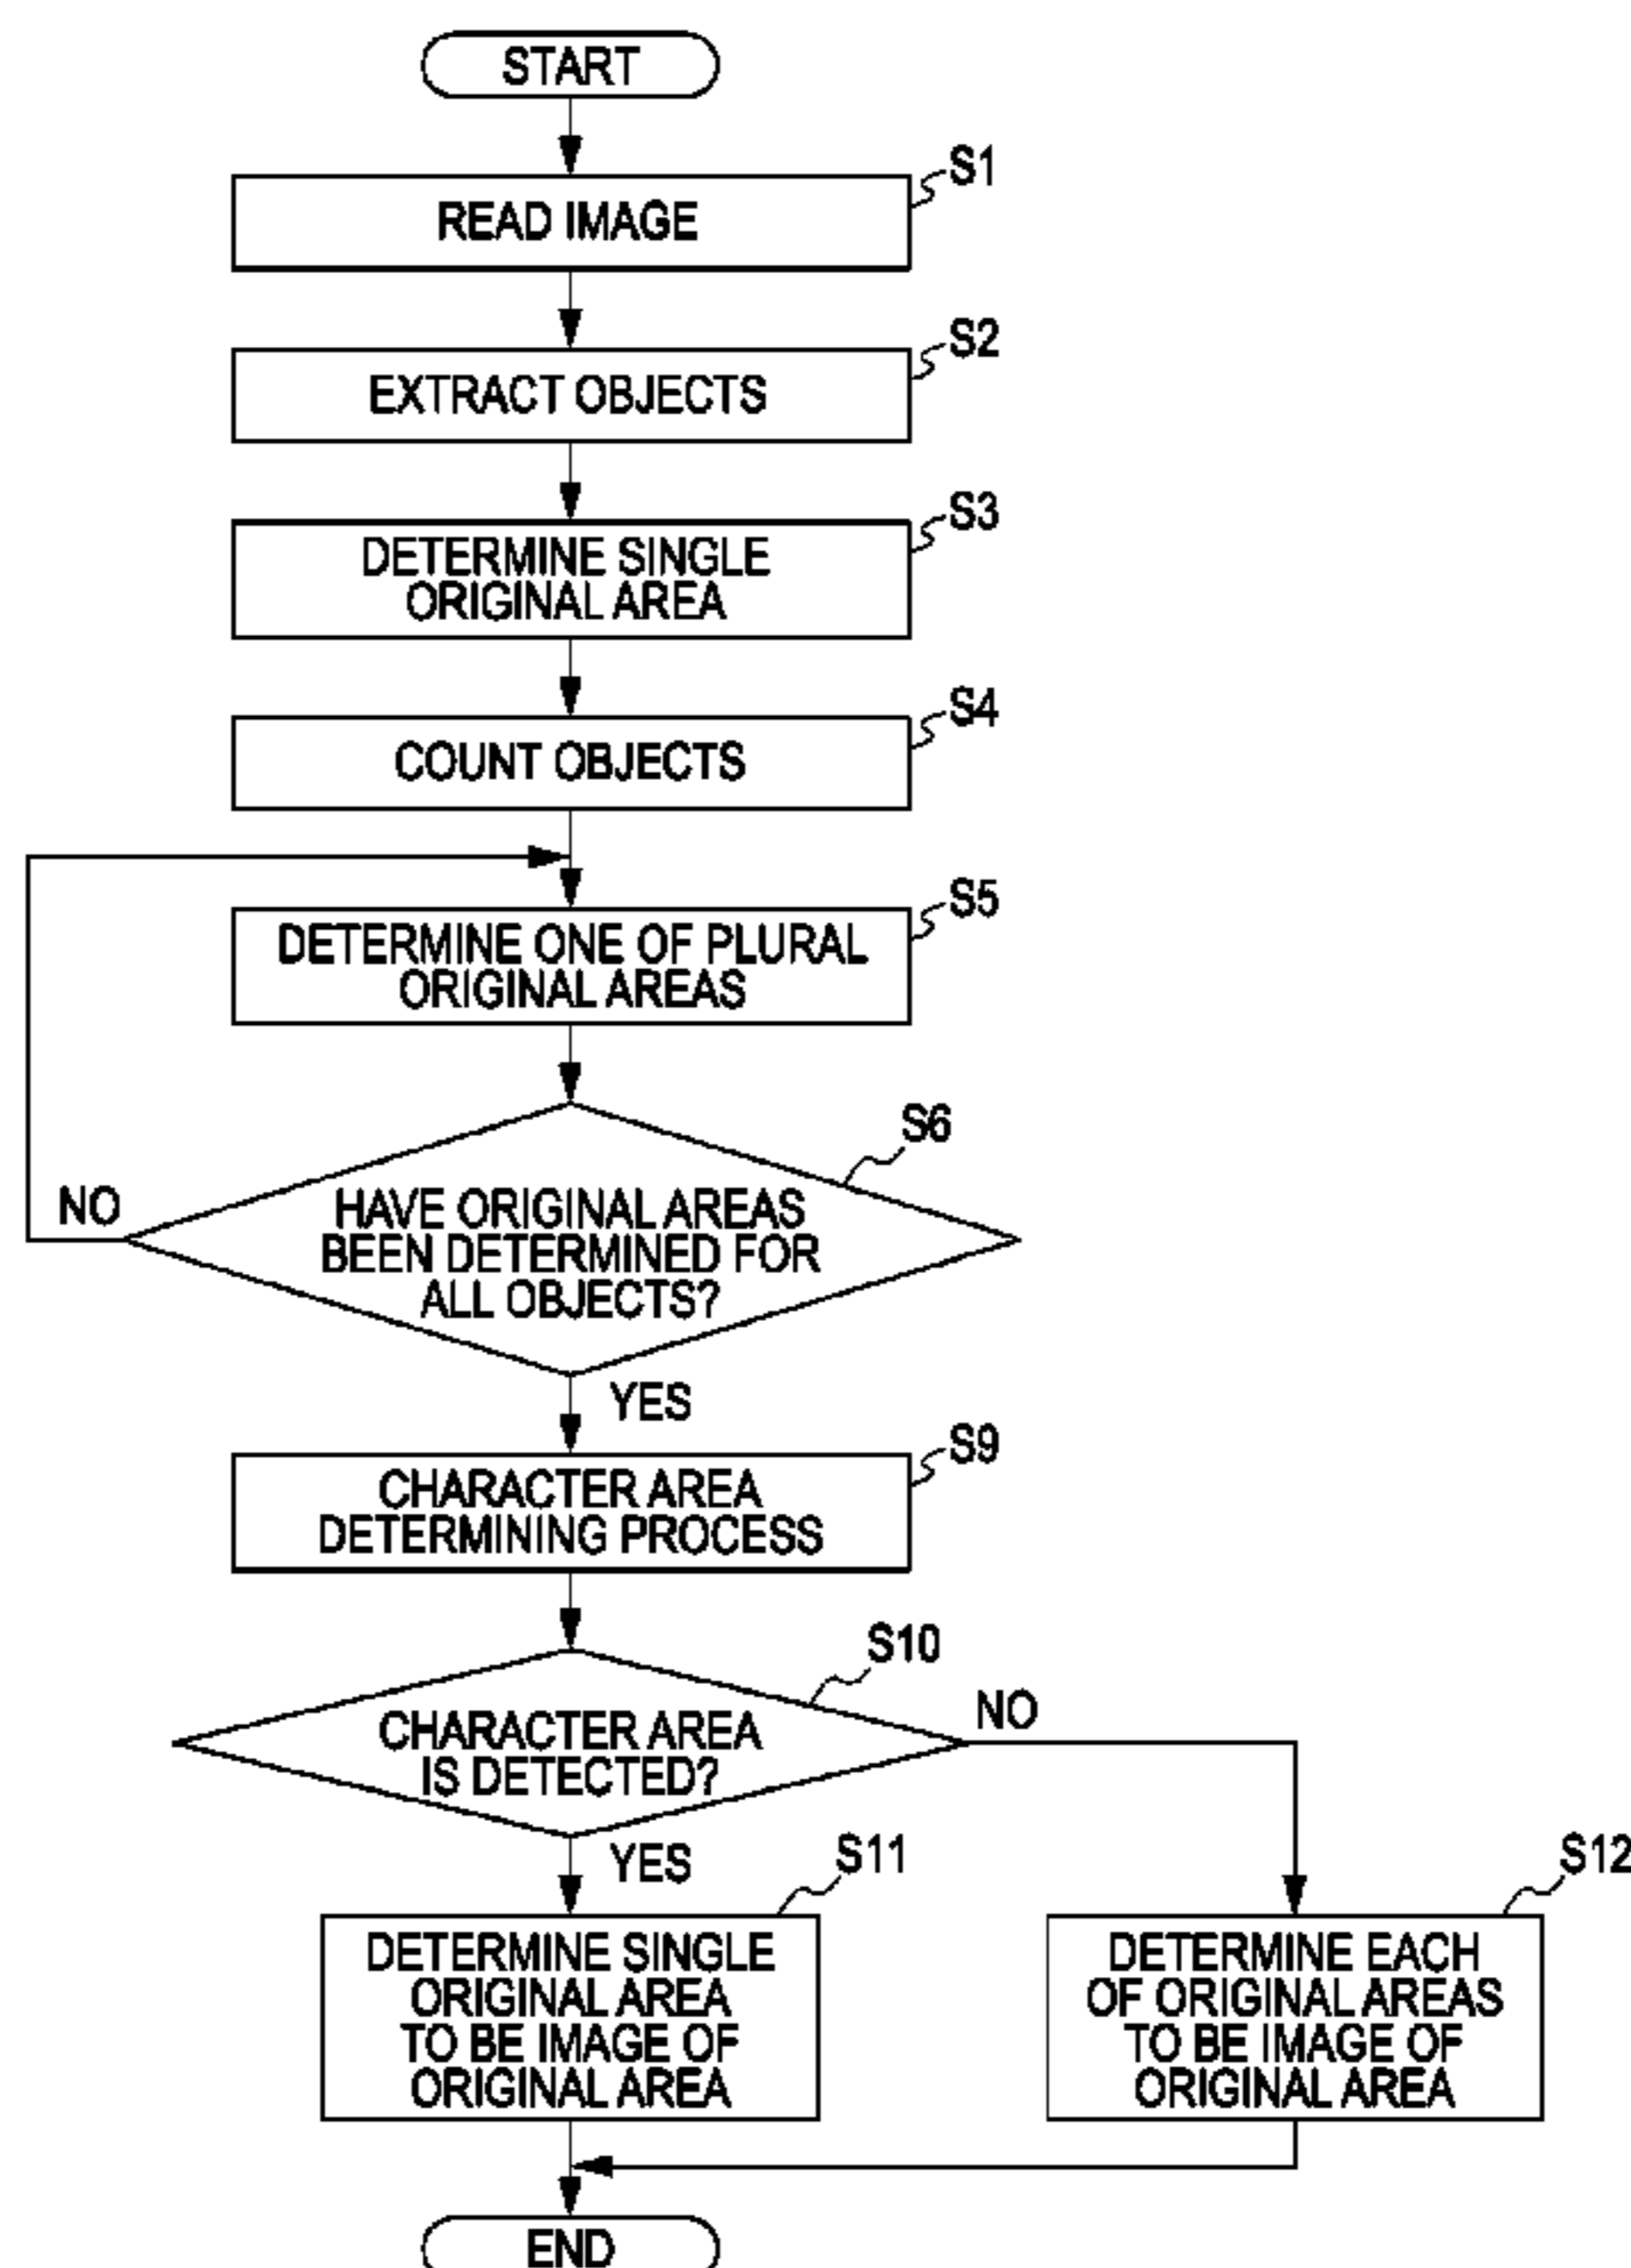 START
S1
READ IMAGE
S2
EXTRACT OBJECTS
S3
DETERMINE SINGLE
ORIGINAL AREA
S4
COUNT OBJECTS
S5
DETERMINE ONE OF PLURAL
ORIGINAL AREAS
S6
NO
HAVE ORIGINAL AREAS
BEEN DETERMINED FOR
ALL OBJECTS?
YES
S9
CHARACTER AREA
DETERMINING PROCESS
S10
NO
CHARACTER AREA
IS DETECTED?
YES
S11
DETERMINE SINGLE
ORIGINAL AREA
TO BE IMAGE OF
ORIGINAL AREA
S12
DETERMINE EACH
OF ORIGINAL AREAS
TO BE IMAGE OF
ORIGINAL AREA
END